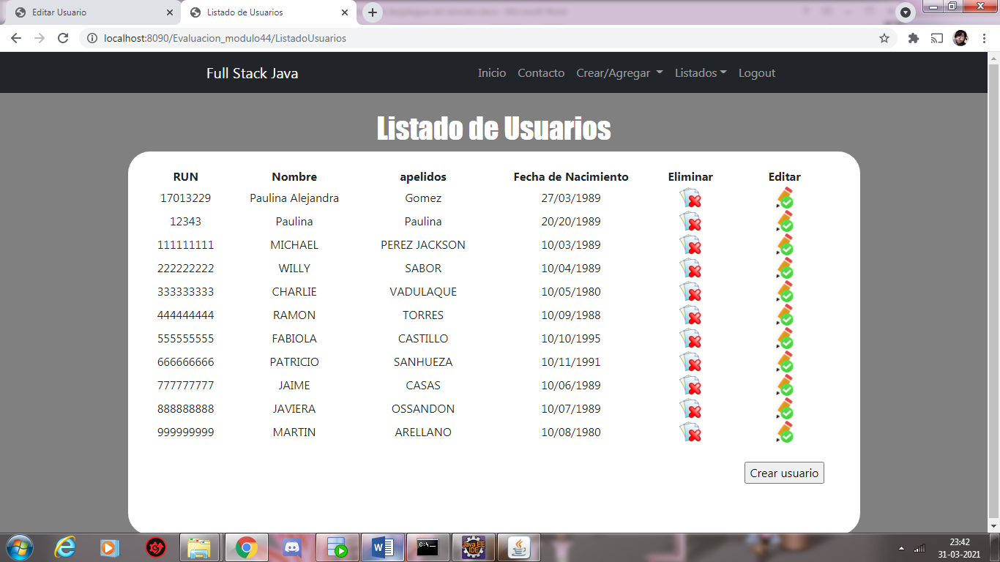 Editar Usuario
Listado de Usuarios
localhost:8090/Evaluacion_modulo44/ListadoUsuarios
Full Stack Java Inicio Contacto Crear/Agregar Listados Logout
Listado de Usuarios
RUN Nombre apelidos Fecha de Nacimiento Eliminar Editar
17013229 Paulina Alejandra Gomez 27/03/1989
12343 Paulina Paulina 20/20/1989
111111111 MICHAEL PEREZ JACKSON 10/03/1989
222222222 WILLY SABOR 10/04/1989
333333333 CHARLIE VADULAQUE 10/05/1980
444444444 RAMON TORRES 10/09/1988
555555555 FABIOLA CASTILLO 10/10/1995
666666666 PATRICIO SANHUEZA 10/11/1991
777777777 JAIME CASAS 10/06/1989
888888888 JAVIERA OSSANDON 10/07/1989
999999999 MARTIN ARELLANO 10/08/1980
Crear usuario
23:42
31-03-2021